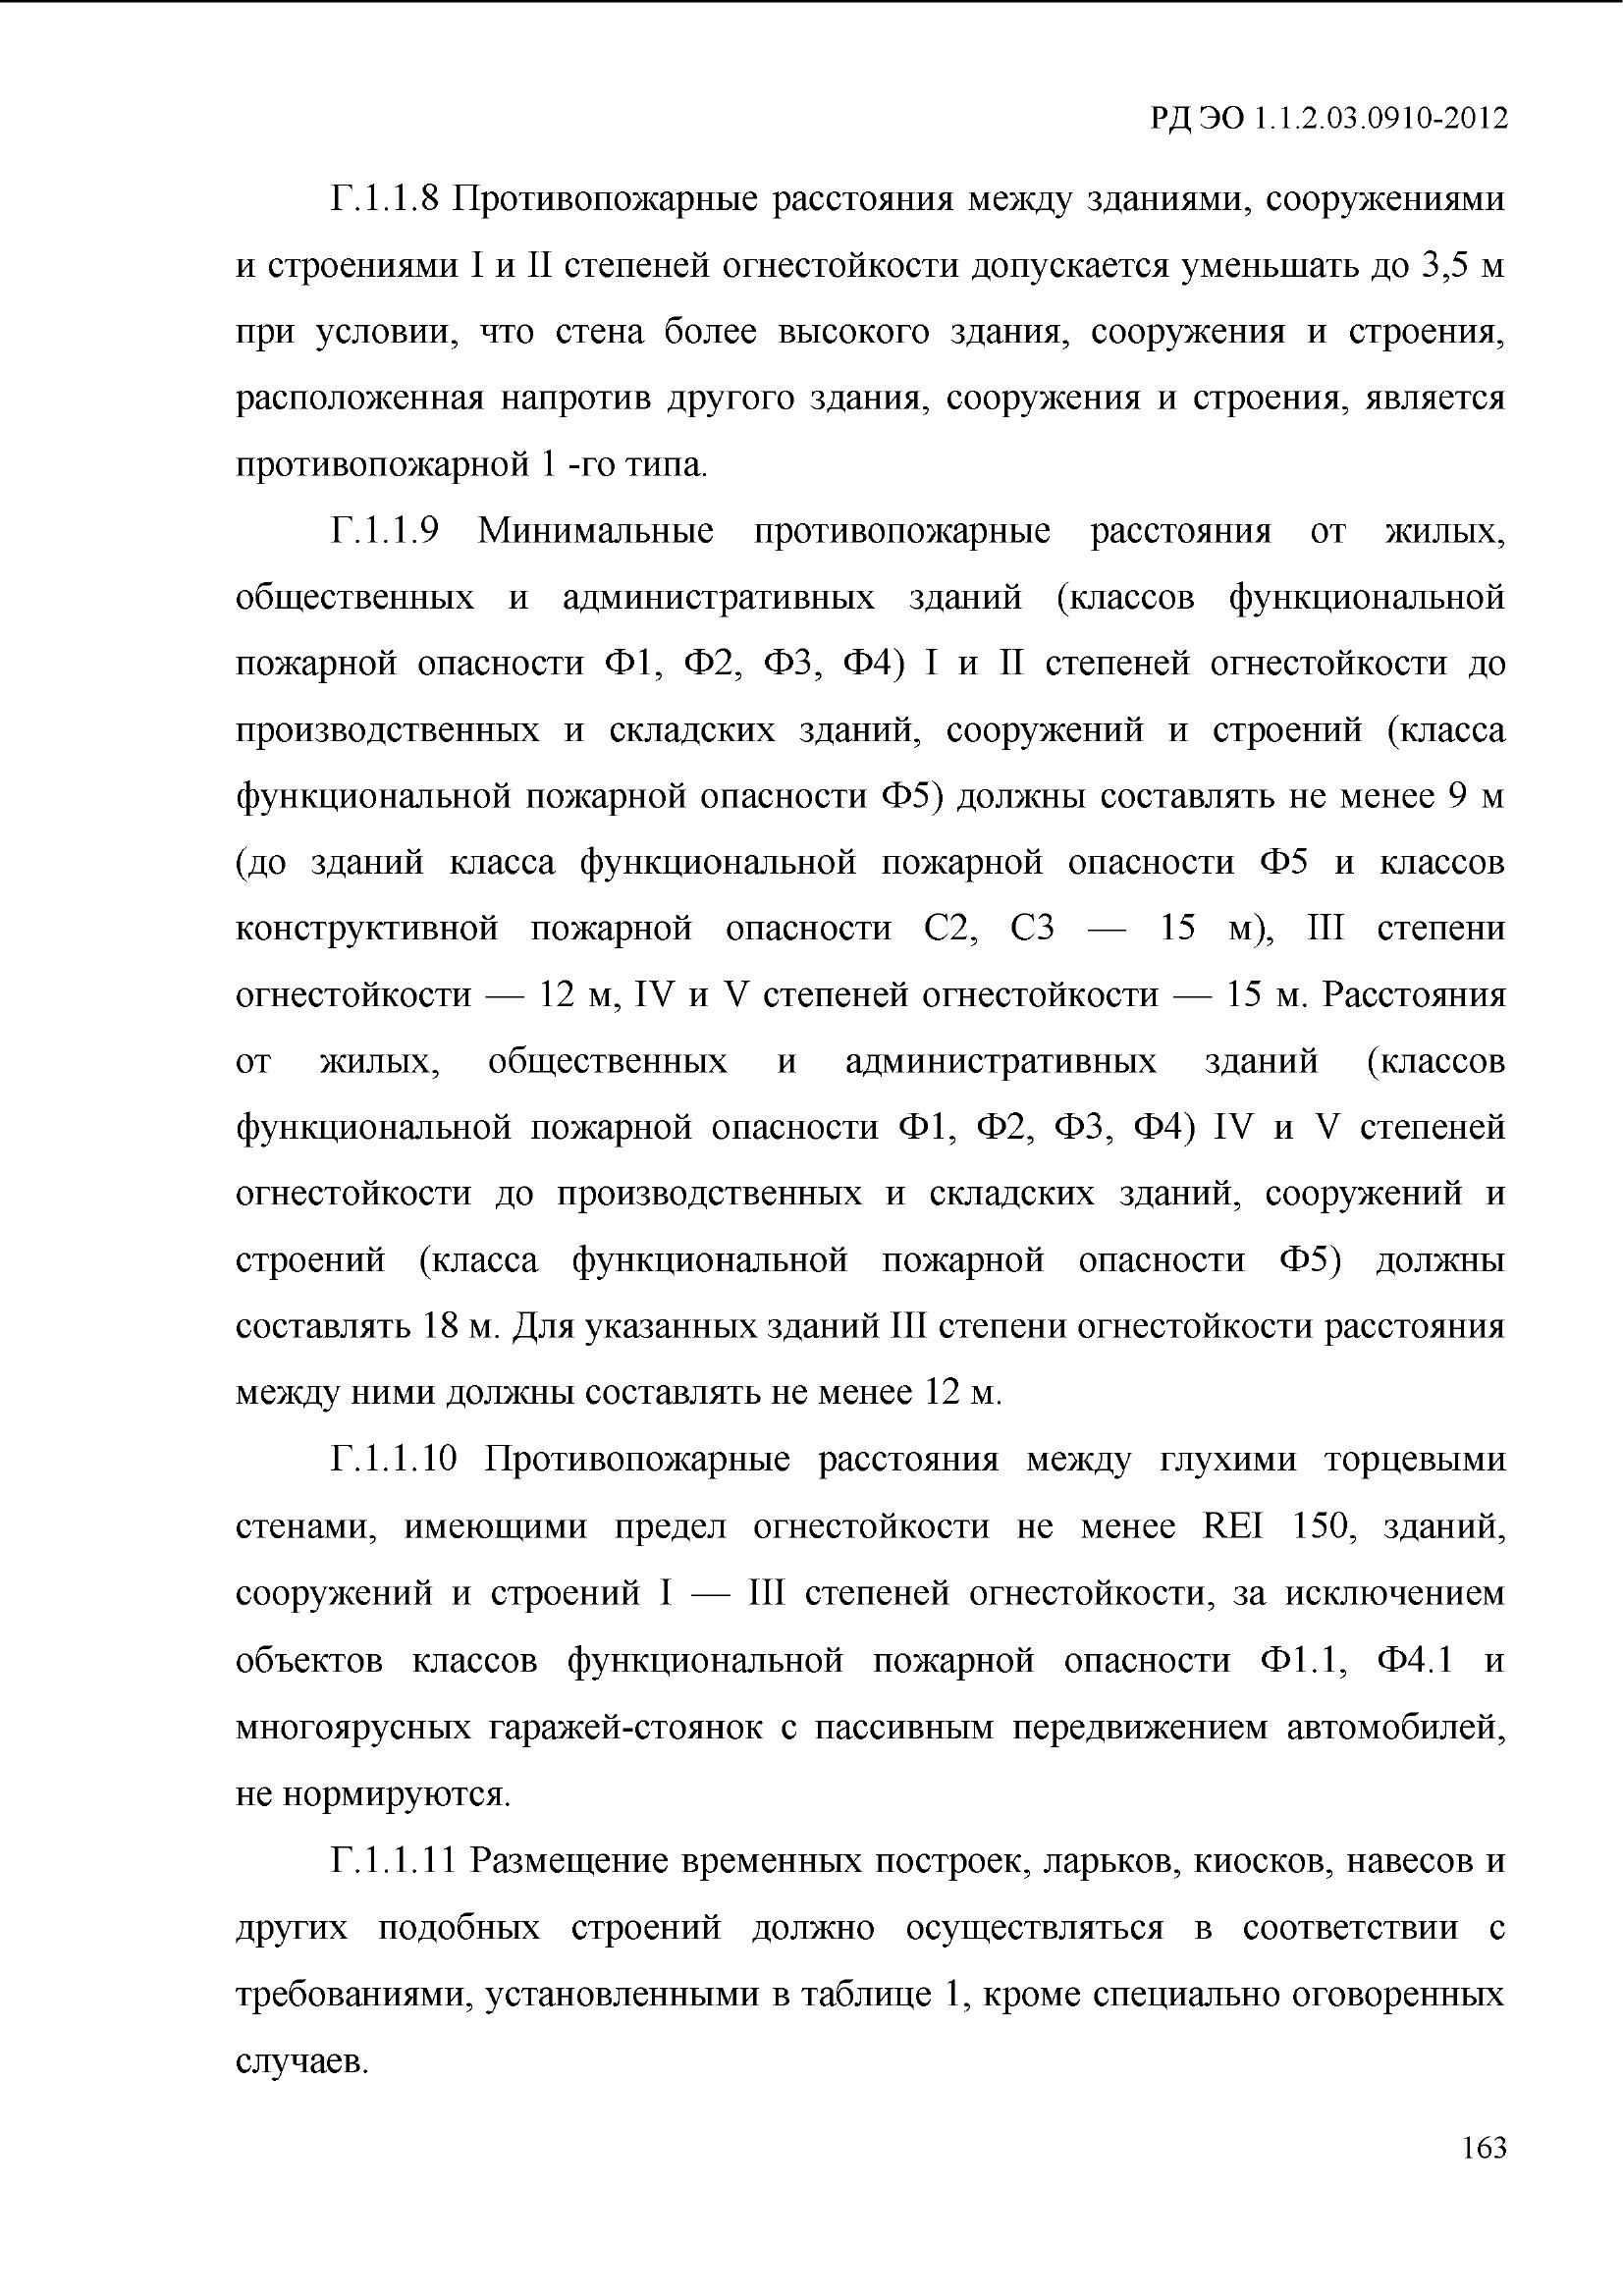 РД ЭО 1.1.2.03.0910-2012
Г.1.1.8 Противопожарные расстояния между зданиями, сооружениями
и строениями I и II степеней огнестойкости допускается уменьшать до 3,5 м
при условии, что стена более высокого здания, сооружения и строения,
расположенная напротив другого здания, сооружения и строения, является
противопожарной 1 -го типа.
Г.1.1.9 Минимальные противопожарные расстояния от жилых,
общественных и административных зданий (классов функциональной
пожарной опасности Ф1, Ф2, Ф3, Ф4) I и II степеней огнестойкости до
производственных и складских зданий, сооружений и строений (класса
функциональной пожарной опасности Ф5) должны составлять не менее 9 м
(до зданий класса функциональной пожарной опасности Ф5 и классов
конструктивной пожарной опасности С2, С3 — 15 м), III степени
огнестойкости — 12 м, IV и V степеней огнестойкости — 15 м. Расстояния
от жилых, общественных и административных зданий (классов
функциональной пожарной опасности Ф1, Ф2, Ф3, Ф4) IV и V степеней
огнестойкости до производственных и складских зданий, сооружений и
строений (класса функциональной пожарной опасности Ф5) должны
составлять 18 м. Для указанных зданий III степени огнестойкости расстояния
между ними должны составлять не менее 12 м.
Г.1.1.10 Противопожарные расстояния между глухими торцевыми
стенами, имеющими предел огнестойкости не менее REI 150, зданий,
сооружений и строений I — III степеней огнестойкости, за исключением
объектов классов функциональной пожарной опасности Ф1.1, Ф4.1 и
многоярусных гаражей-стоянок с пассивным передвижением автомобилей,
не нормируются.
Г.1.1.11 Размещение временных построек, ларьков, киосков, навесов и
других подобных строений должно осуществляться в соответствии с
требованиями, установленными в таблице 1, кроме специально оговоренных
случаев.
163